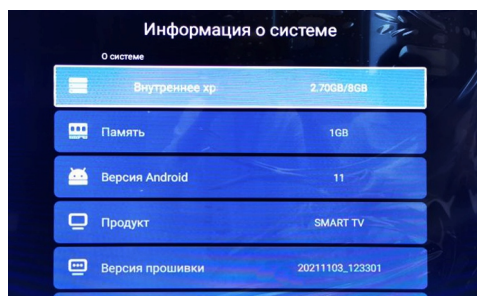 Информация о системе
О системе
Внутреннее хр 2.70GB/8GB
Память 1GB
Версия Android 11
Продукт SMART TV
Версия прошивки 20211103_123301